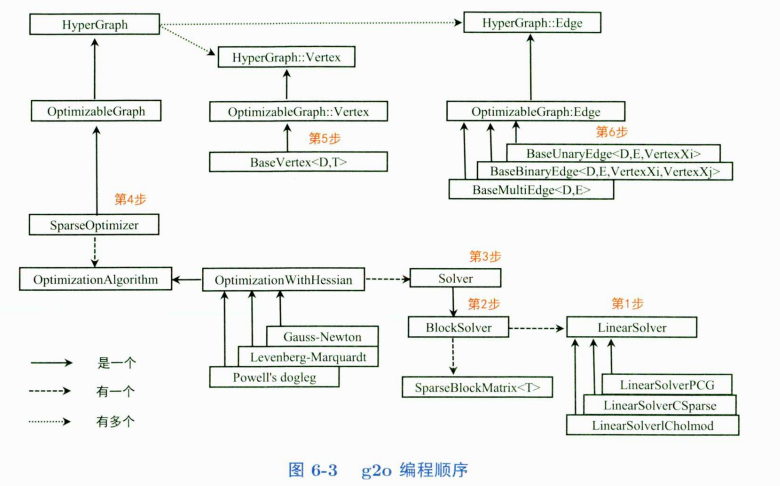 HyperGraph
HyperGraph::Edge
HyperGraph::Vertex
OptimizableGraph
OptimizableGraph::Vertex
OptimizableGraph:Edge
第5步
第6步
BaseVertex<D,T>
BaseUnaryEdge<D,E,VertexXi>
BaseBinaryEdge<D,E,VertexXi,VertexXj>
BaseMultiEdge<D,E>
第4步
SparseOptimizer
第3步
OptimizationAlgorithm
OptimizationWithHessian
Solver
第2步
第1步
BlockSolver
LinearSolver
Gauss-Newton
Levenberg-Marquardt
Powell's dogleg
SparseBlockMatrix<T>
LinearSolverPCG
LinearSolverCSparse
LinearSolverlCholmod
是一个
有一个
有多个
图 6-3 g2o 编程顺序